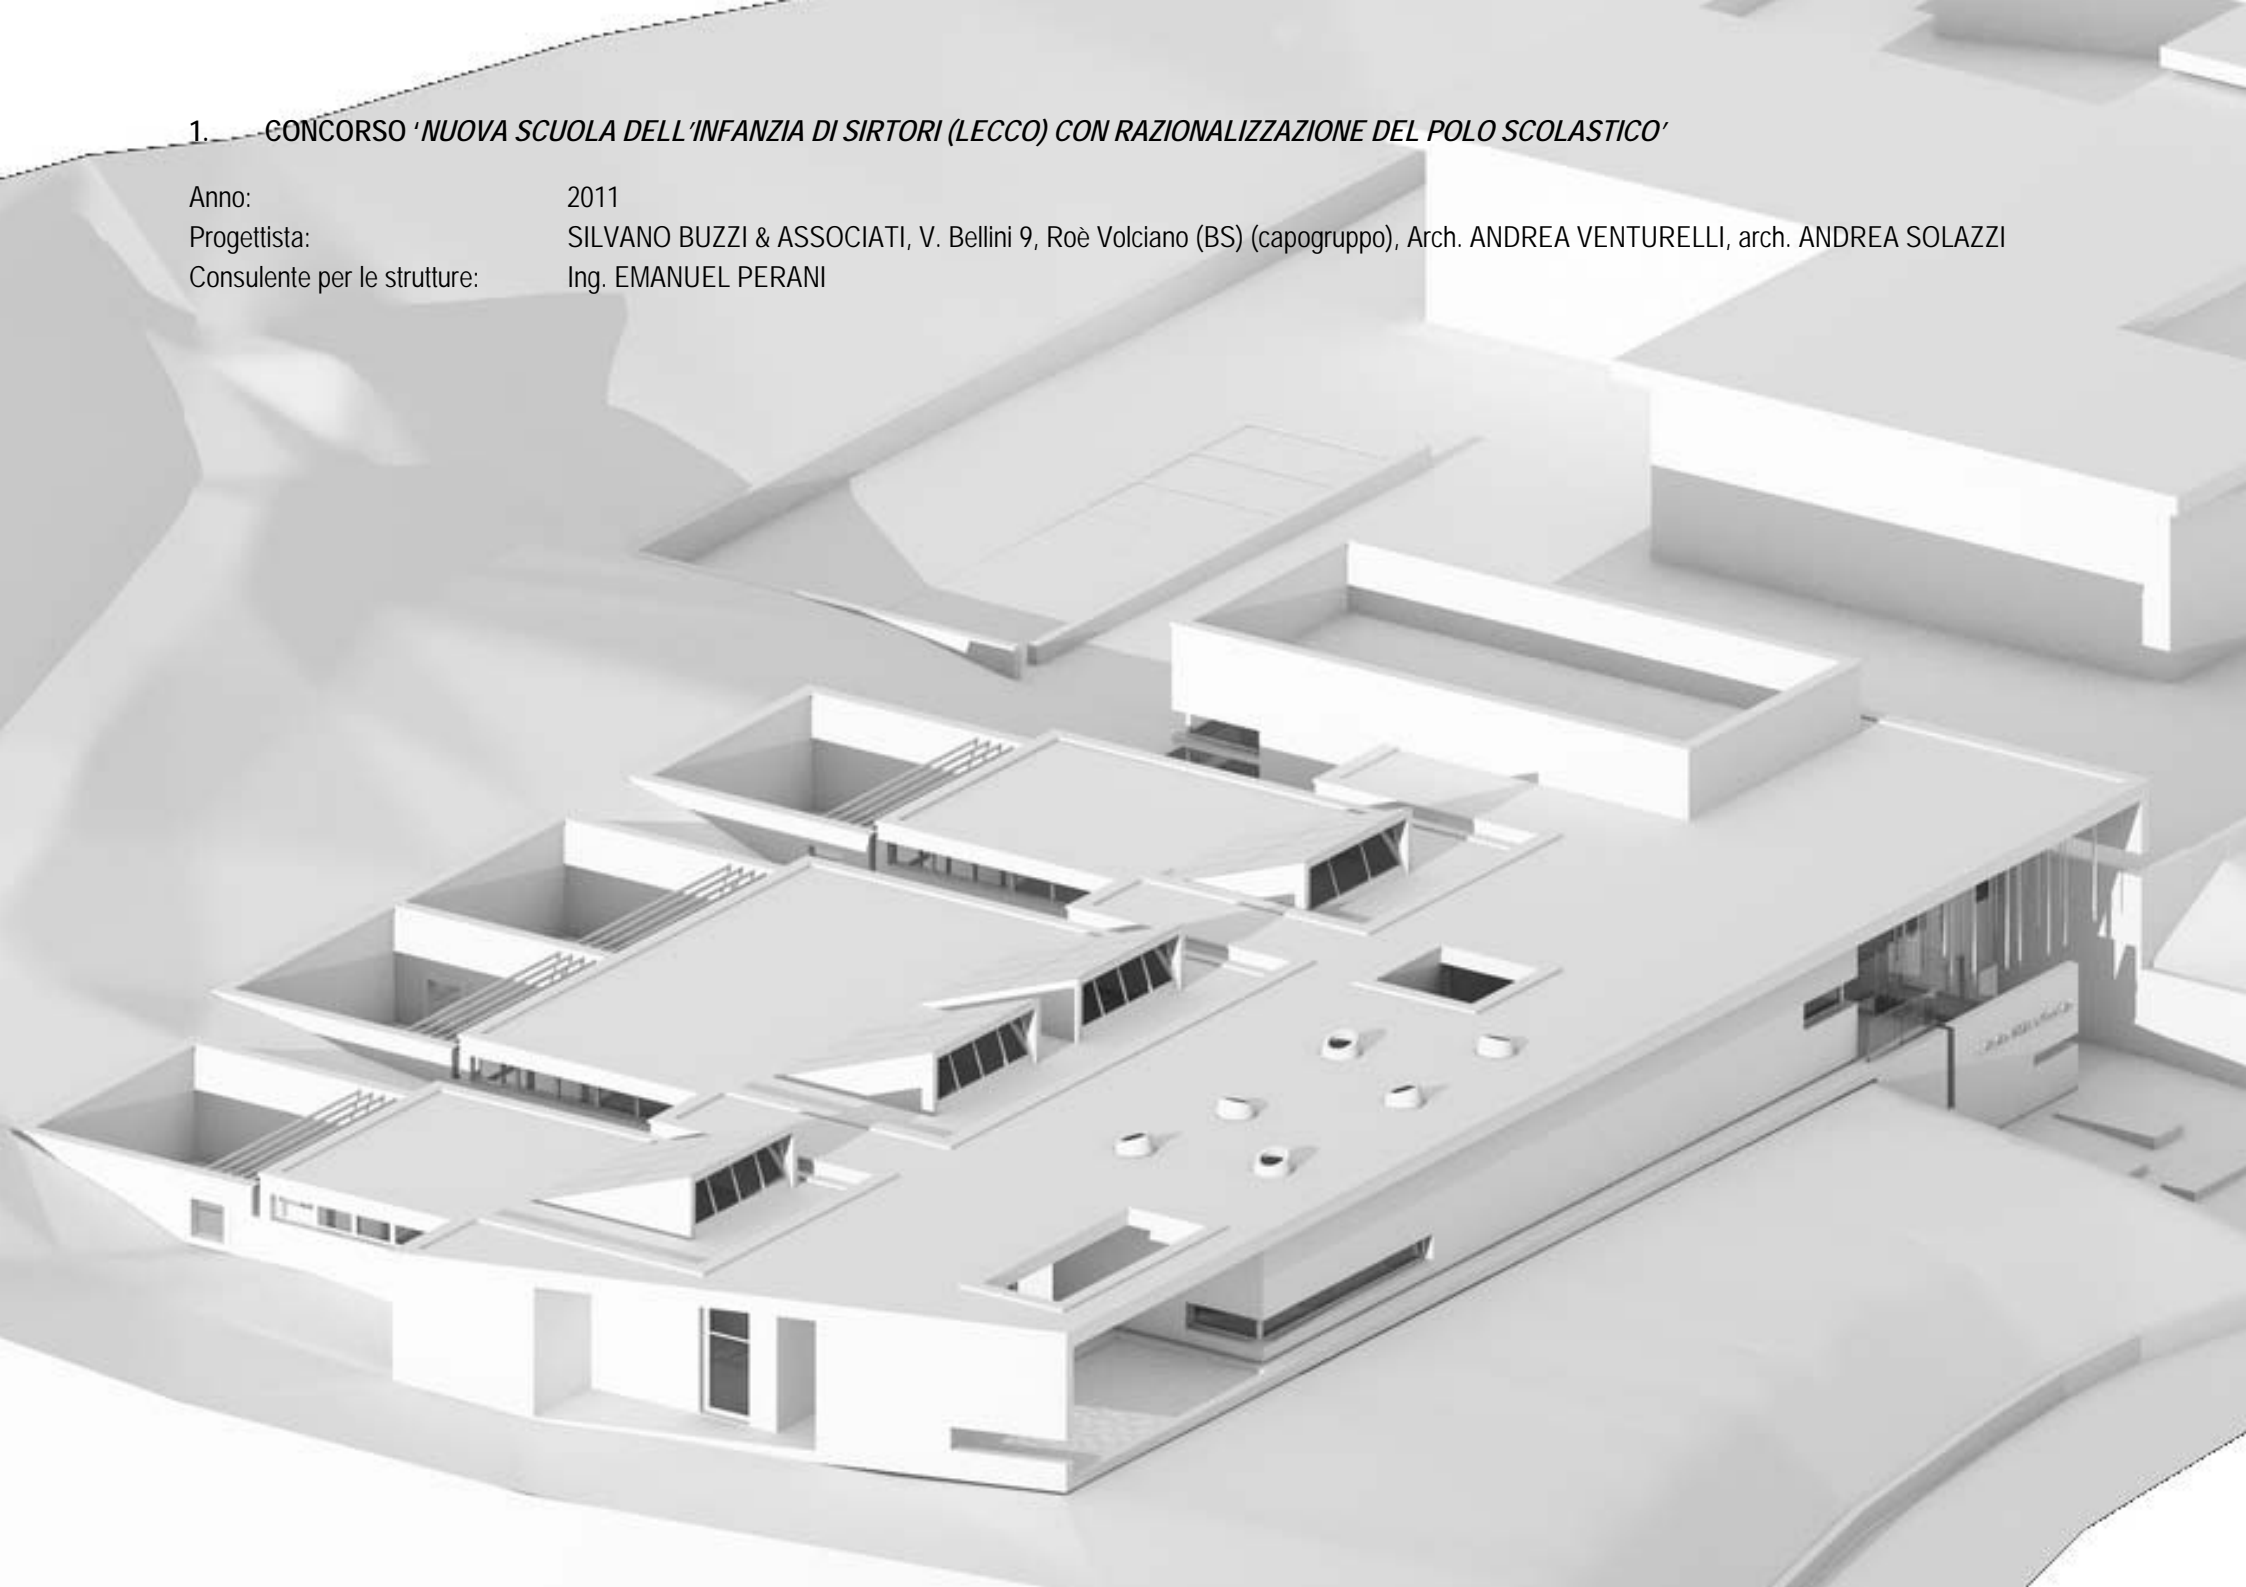 1. CONCORSO ‘NUOVA SCUOLA DELL’INFANZIA DI SIRTORI (LECCO) CON RAZIONALIZZAZIONE DEL POLO SCOLASTICO’
Anno: 2011
Progettista: SILVANO BUZZI & ASSOCIATI, V. Bellini 9, Roè Volciano (BS) (capogruppo), Arch. ANDREA VENTURELLI, arch. ANDREA SOLAZZI
Consulente per le strutture: Ing. EMANUEL PERANI